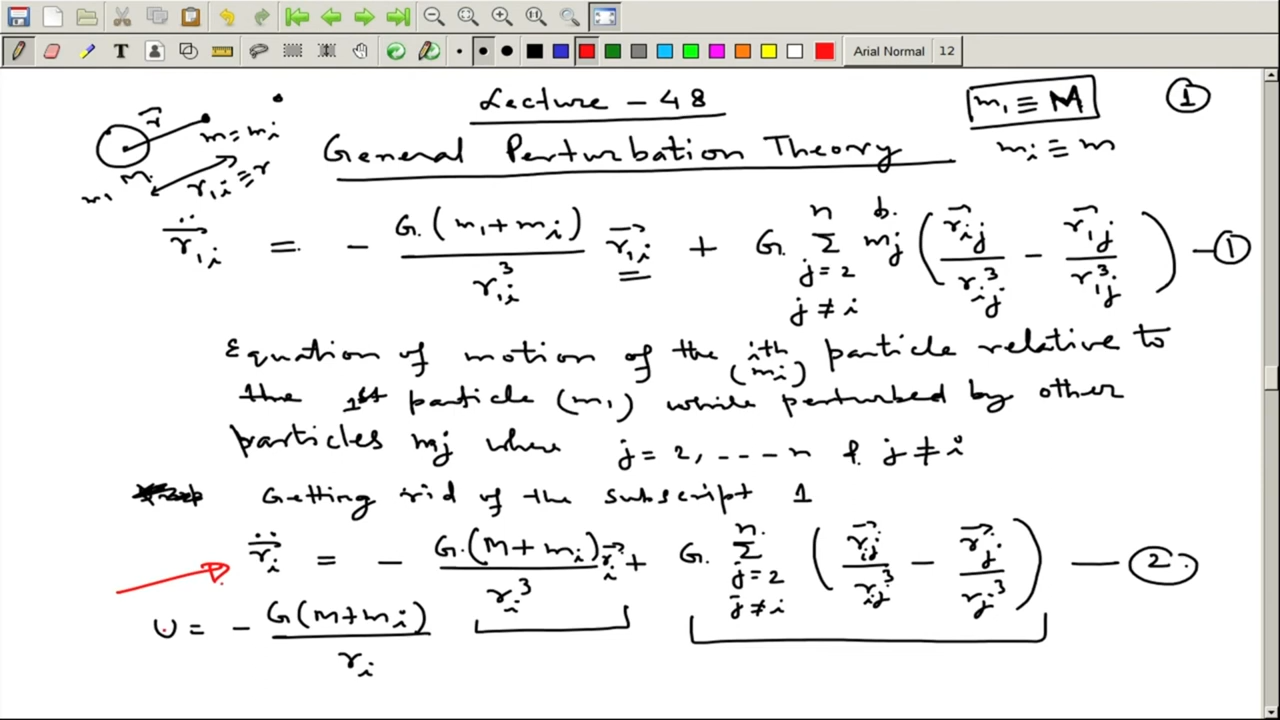 Arial Normal 12
Lecture - 48
m₁ ≡ M
①
General Perturbation Theory
mᵢ ≡ m
r⃗
m = mᵢ
m₁ M
r₁ᵢ ≡ r
r̈⃗₁ᵢ = - G(m₁+mᵢ)/r₁ᵢ³ r⃗₁ᵢ + G Σ_{j=2, j≠i}^{n} mⱼ ( r⃗ᵢⱼ/rᵢⱼ³ - r⃗₁ⱼ/r₁ⱼ³ ) — ①
Equation of motion of the ith particle relative to
(mᵢ)
the 1st particle (m₁) while perturbed by other
particles mj where j = 2, ---- n & j ≠ i
Getting rid of the subscript 1
r̈⃗ᵢ = - G(M+mᵢ)/rᵢ³ r⃗ᵢ + G Σ_{j=2, j≠i}^{n} ( r⃗ᵢⱼ/rᵢⱼ³ - r⃗ⱼ/rⱼ³ ) — ②
U = - G(M+mᵢ)/rᵢ